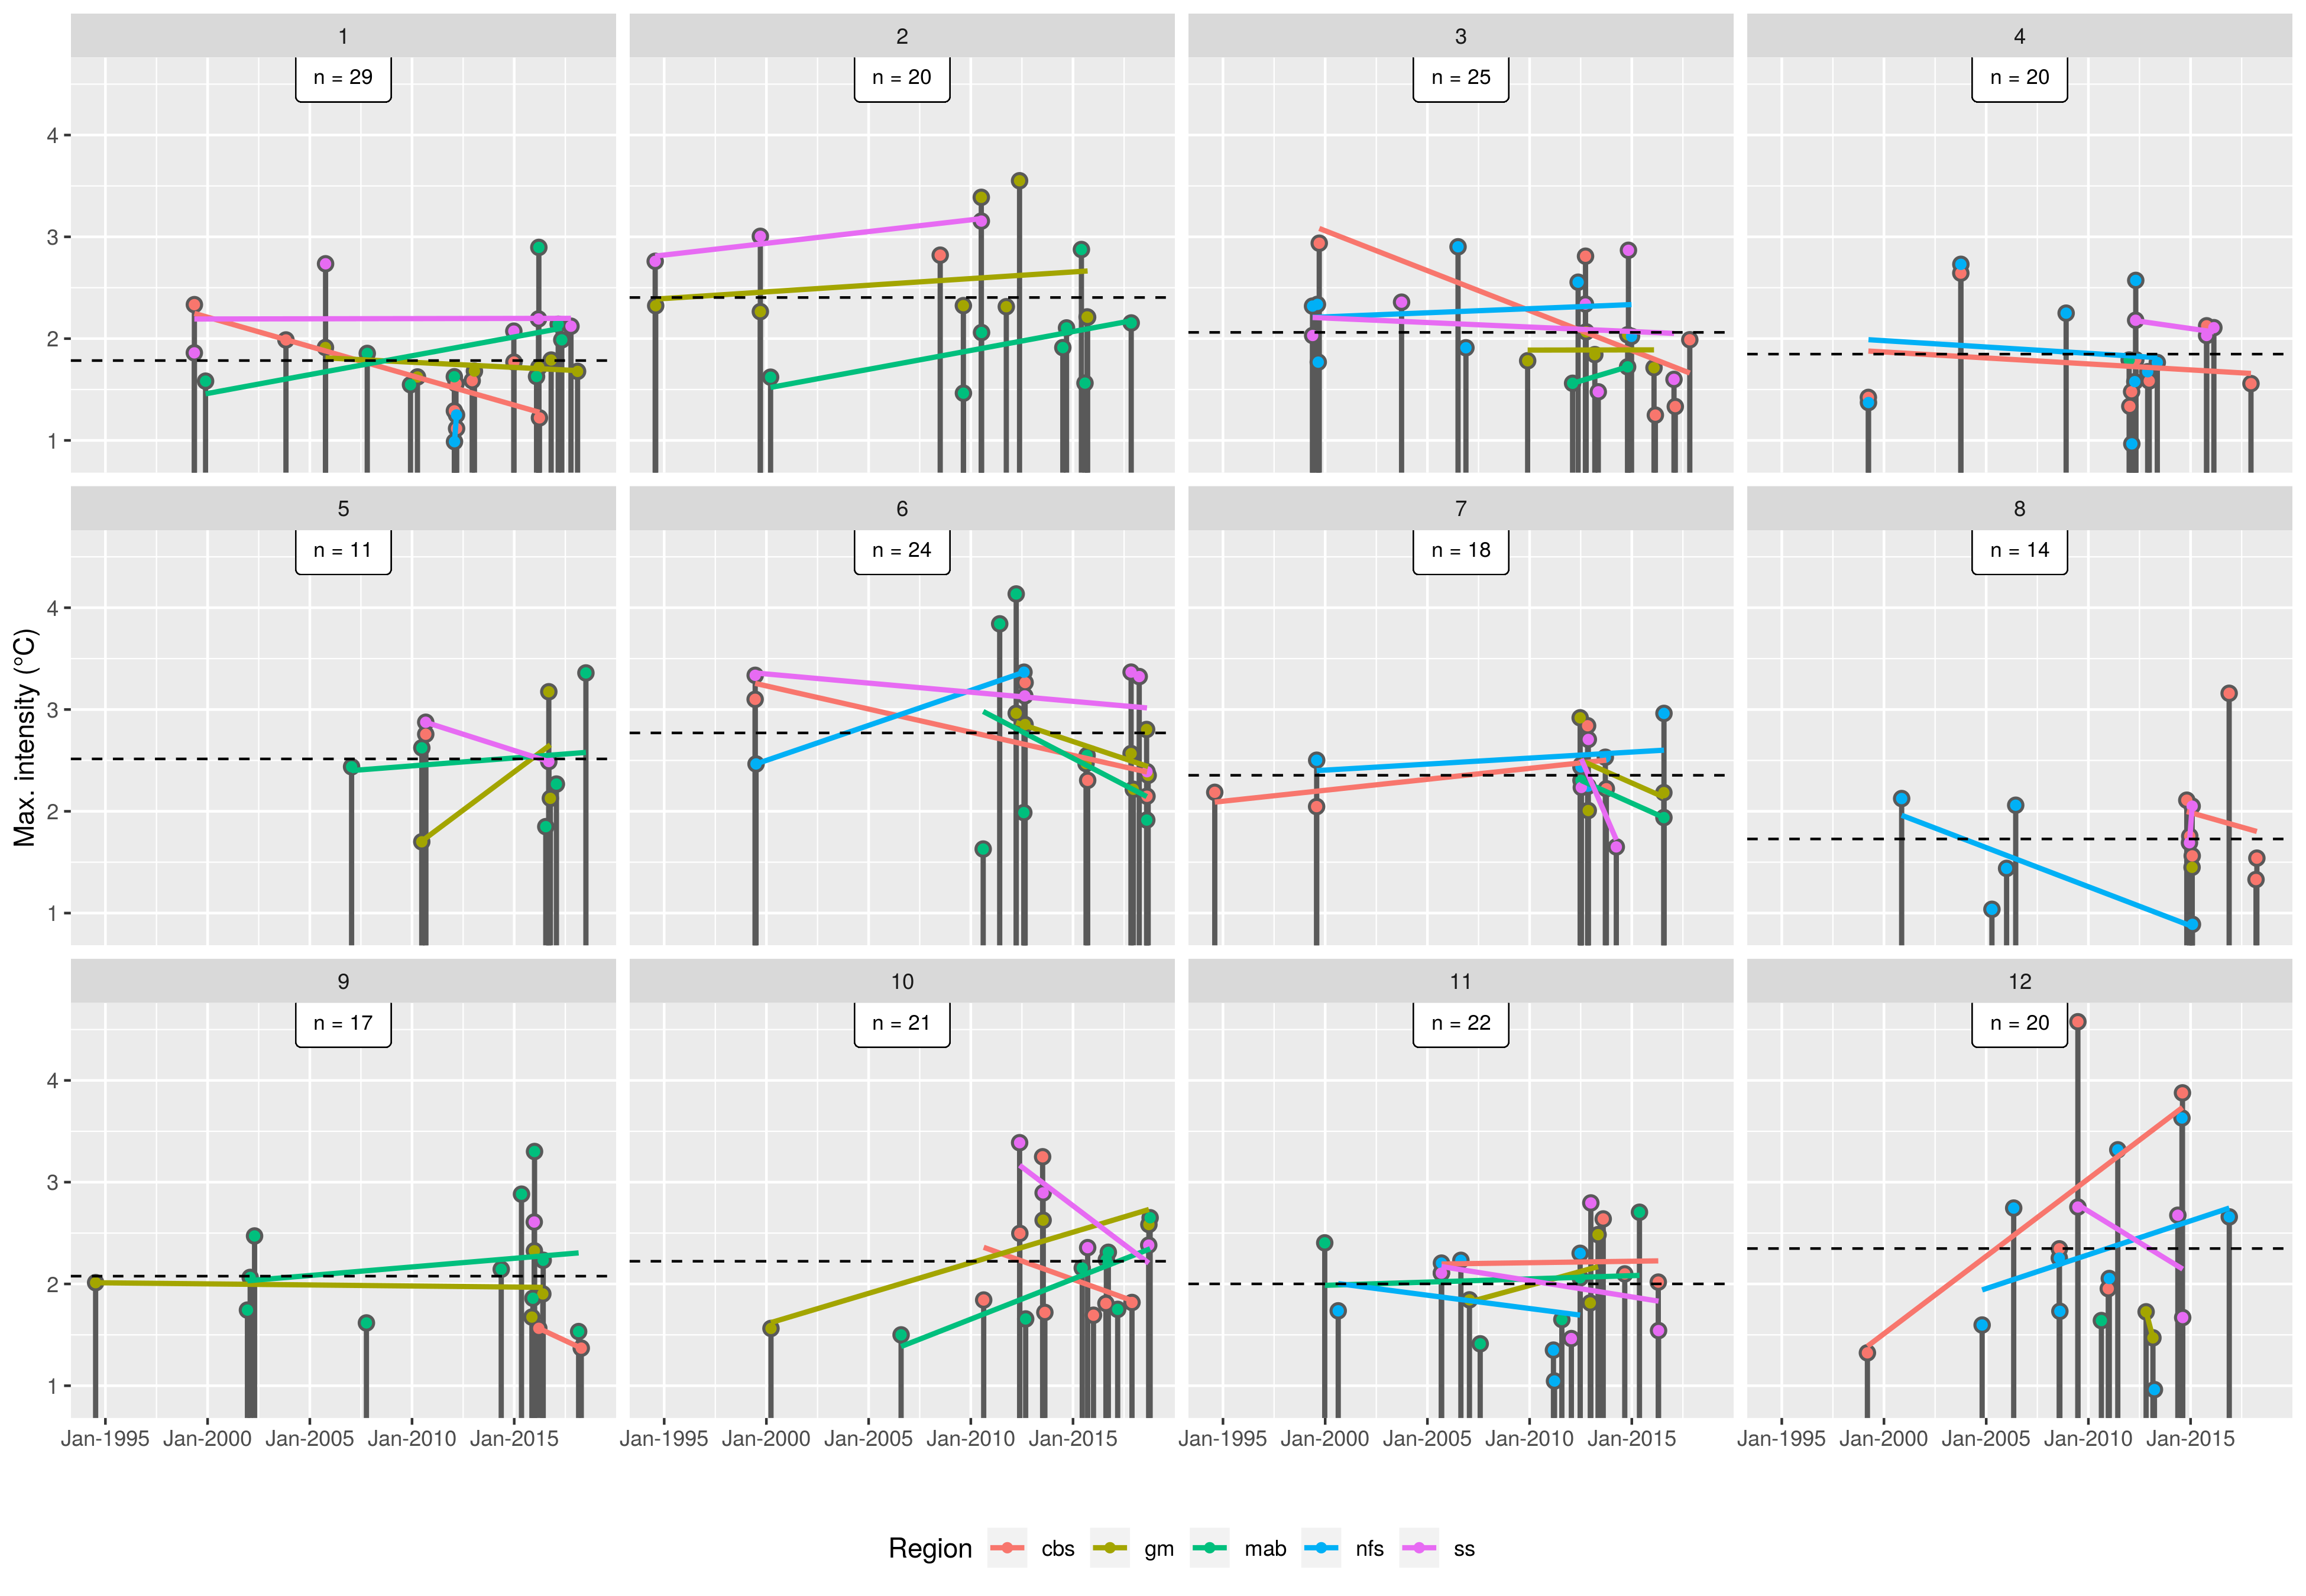 1 2 3 4
n = 29 n = 20 n = 25 n = 20
4
3
2
1
5 6 7 8
n = 11 n = 24 n = 18 n = 14
4
3
2
1
Max. intensity (°C)
9 10 11 12
n = 17 n = 21 n = 22 n = 20
4
3
2
1
Jan-1995 Jan-2000 Jan-2005 Jan-2010 Jan-2015 Jan-1995 Jan-2000 Jan-2005 Jan-2010 Jan-2015 Jan-1995 Jan-2000 Jan-2005 Jan-2010 Jan-2015 Jan-1995 Jan-2000 Jan-2005 Jan-2010 Jan-2015
Region cbs gm mab nfs ss